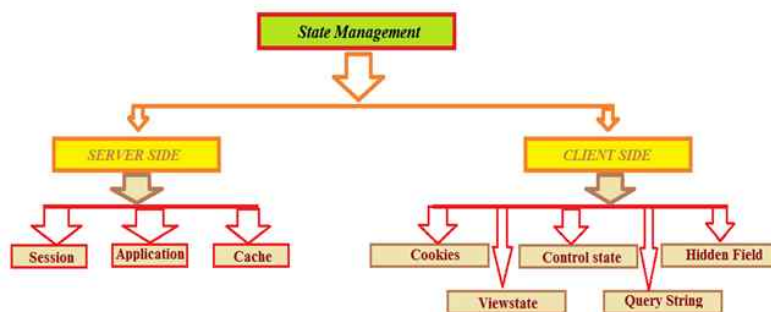 State Management
SERVER SIDE
CLIENT SIDE
Session
Application
Cache
Cookies
Control state
Hidden Field
Viewstate
Query String